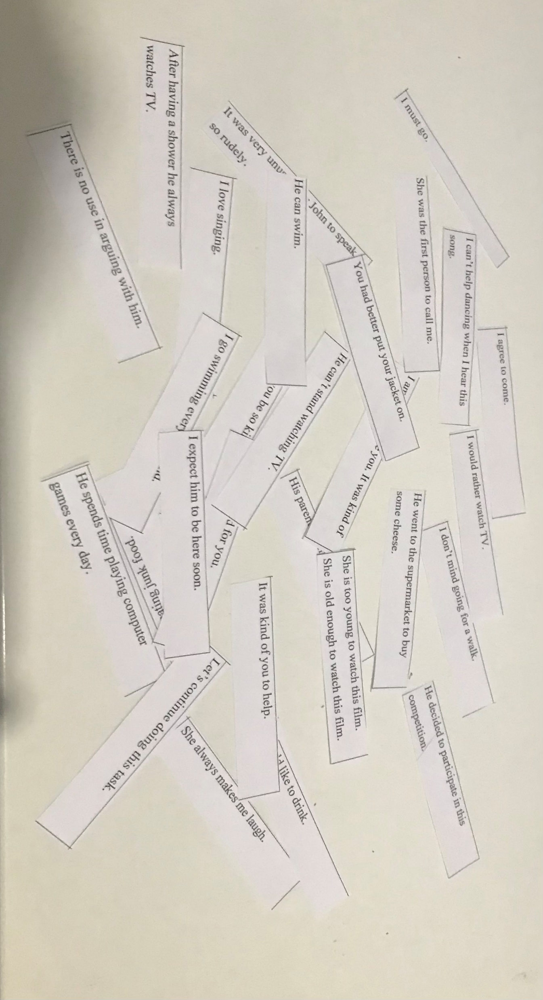 I must go.
I agree to come.
I can't help dancing when I hear this
song.
She was the first person to call me.
I would rather watch TV.
I don't mind going for a walk.
He went to the supermarket to buy
some cheese.
He decided to participate in this
competition.
You had better put your jacket on.
you. It was kind of
His
She is too young to watch this film.
She is old enough to watch this film.
It was very John to speak
so rudely.
He can swim.
He can't stand watching TV.
be so
for you.
It was kind of you to help.
like to drink.
I love singing.
I go swimming
I expect him to be here soon.
After having a shower he always
watches TV.
There is no use in arguing with him.
junk food.
He spends time playing computer
games every day.
Let's continue doing this task.
She always makes me laugh.